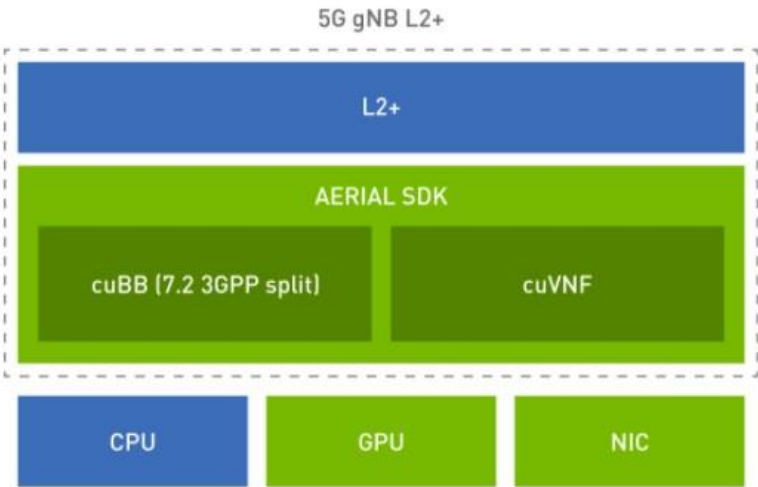 5G gNB L2+
L2+
AERIAL SDK
cuBB (7.2 3GPP split)
cuVNF
CPU
GPU
NIC